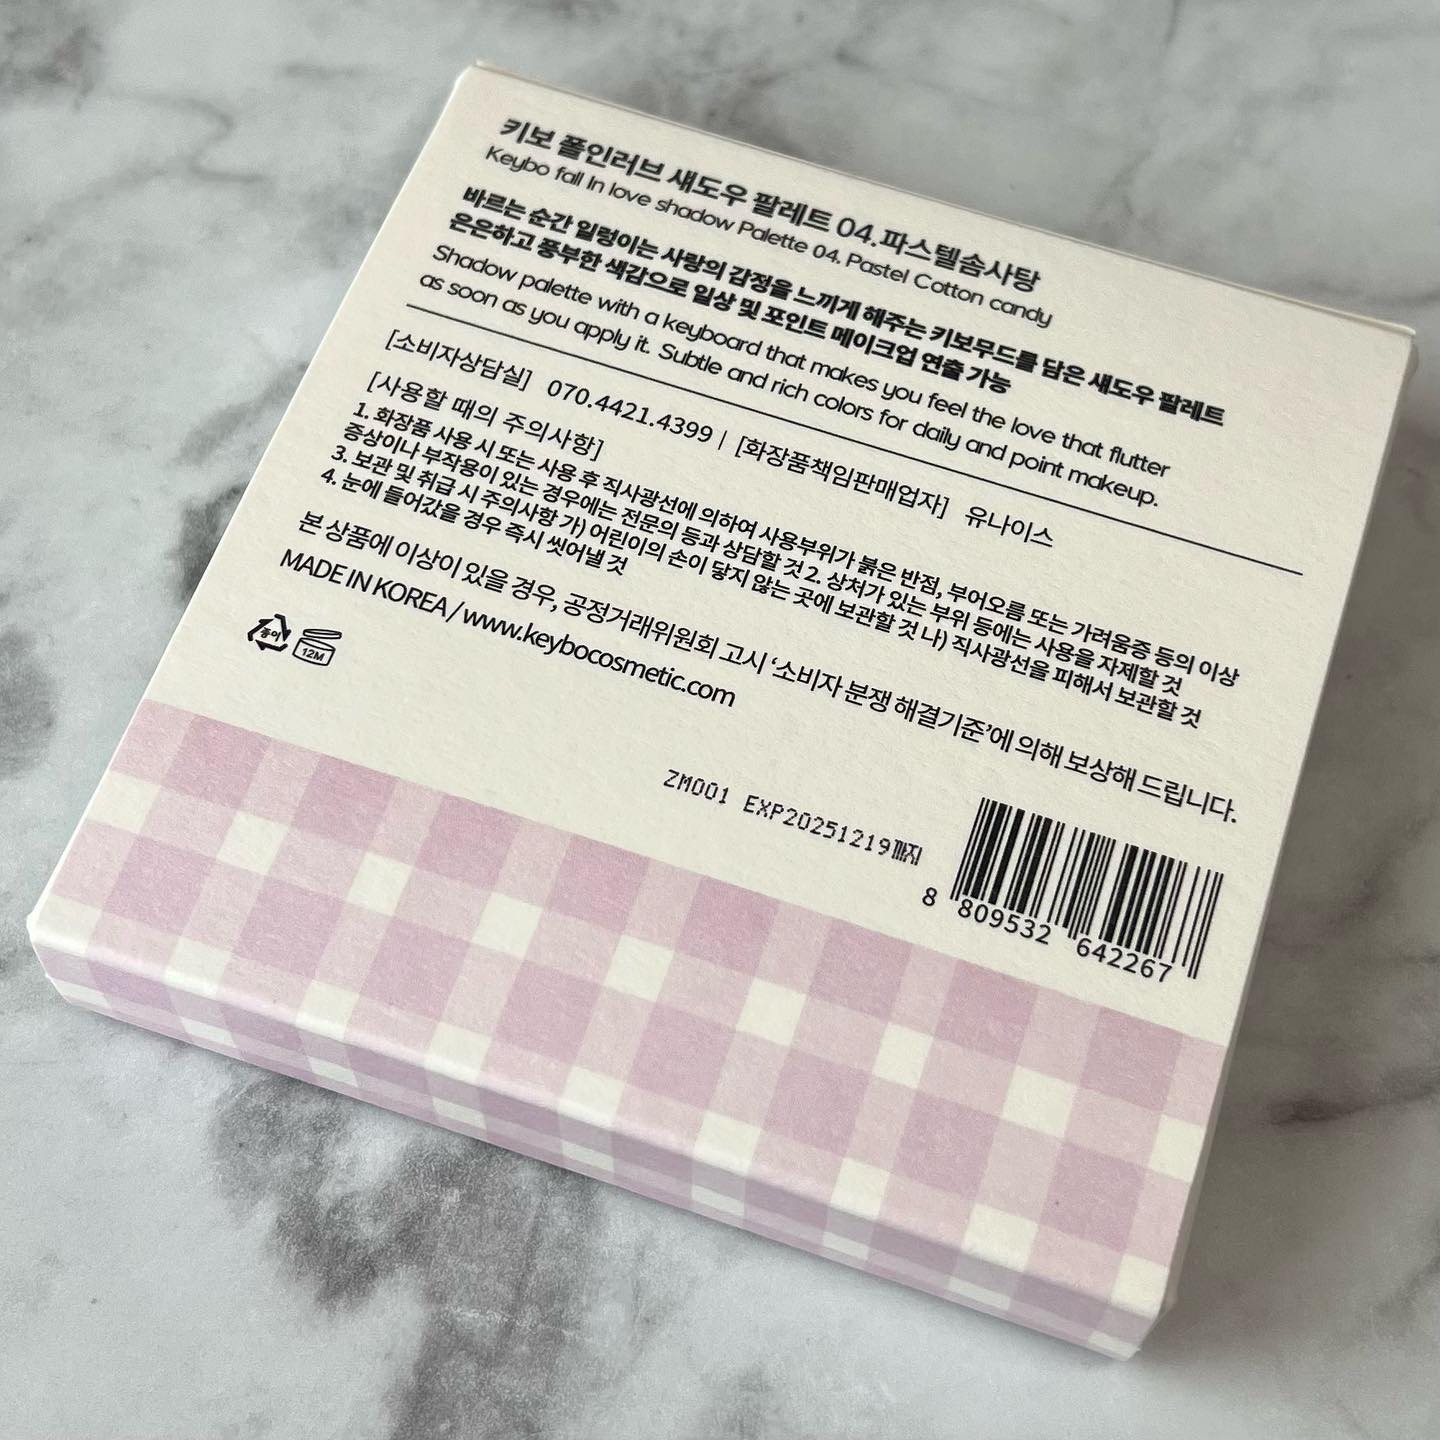 키보 폴인러브 섀도우 팔레트 04.파스텔솜사탕
Keybo fall In love shadow Palette 04. Pastel Cotton candy
바르는 순간 일렁이는 사랑의 감정을 느끼게 해주는 키보무드를 담은 섀도우 팔레트
은은하고 풍부한 색감으로 일상 및 포인트 메이크업 연출 가능
Shadow palette with a keyboard that makes you feel the love that flutter
as soon as you apply it. Subtle and rich colors for daily and point makeup.
[소비자상담실] 070.4421.4399 | [화장품책임판매업자] 유나이스
[사용할 때의 주의사항]
1. 화장품 사용 시 또는 사용 후 직사광선에 의하여 사용부위가 붉은 반점, 부어오름 또는 가려움증 등의 이상
증상이나 부작용이 있는 경우에는 전문의 등과 상담할 것 2. 상처가 있는 부위 등에는 사용을 자제할 것
3. 보관 및 취급 시 주의사항 가) 어린이의 손이 닿지 않는 곳에 보관할 것 나) 직사광선을 피해서 보관할 것
4. 눈에 들어갔을 경우 즉시 씻어낼 것
본 상품에 이상이 있을 경우, 공정거래위원회 고시 '소비자 분쟁 해결기준'에 의해 보상해 드립니다.
MADE IN KOREA / www.keybocosmetic.com
종이
12M
ZM001 EXP20251219까지
8 809532 642267